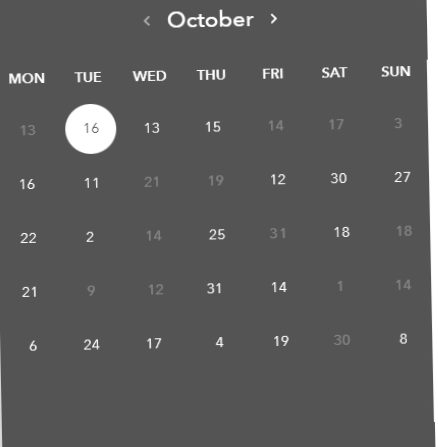 ‹ October ›
MON TUE WED THU FRI SAT SUN
13 16 13 15 14 17 3
16 11 21 19 12 30 27
22 2 14 25 31 18 18
21 9 12 31 14 1 14
6 24 17 4 19 30 8